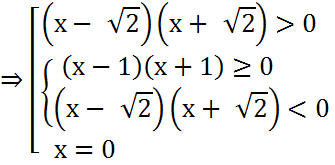 (x − √2)(x + √2) > 0
⇒ [ { (x − 1)(x + 1) ≥ 0
(x − √2)(x + √2) < 0
x = 0